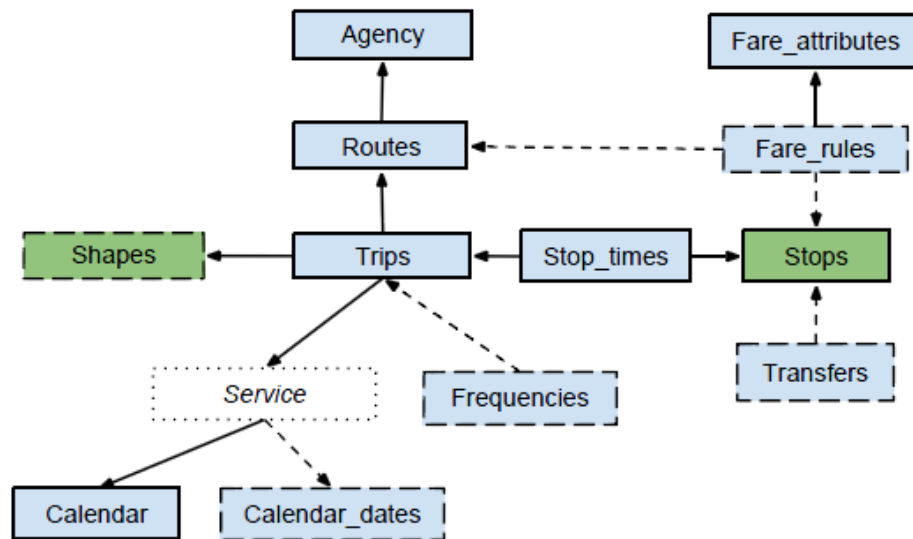 Agency
Fare_attributes
Routes
Fare_rules
Shapes
Trips
Stop_times
Stops
Service
Frequencies
Transfers
Calendar
Calendar_dates